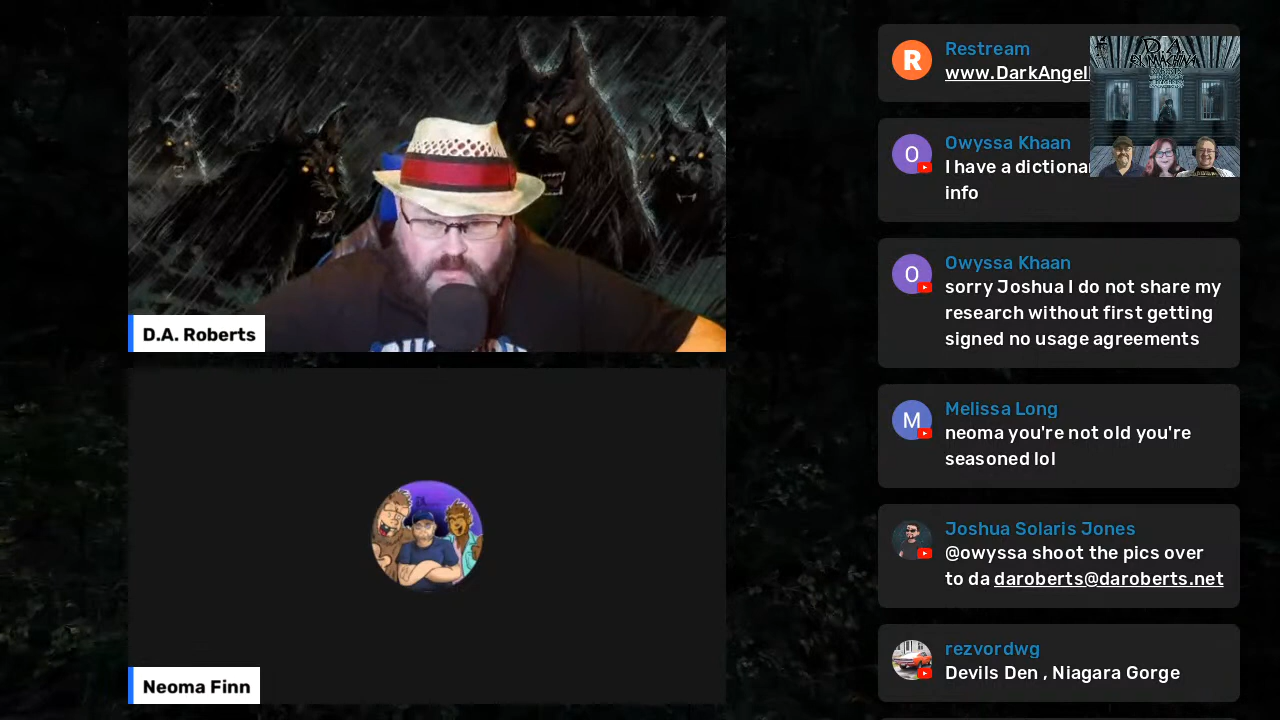 D.A. Roberts
Neoma Finn
R
Restream
www.DarkAngel
O
Owyssa Khaan
I have a dictionar
info
O
Owyssa Khaan
sorry Joshua I do not share my
research without first getting
signed no usage agreements
M
Melissa Long
neoma you're not old you're
seasoned lol
Joshua Solaris Jones
@owyssa shoot the pics over
to da daroberts@daroberts.net
rezvordwg
Devils Den , Niagara Gorge